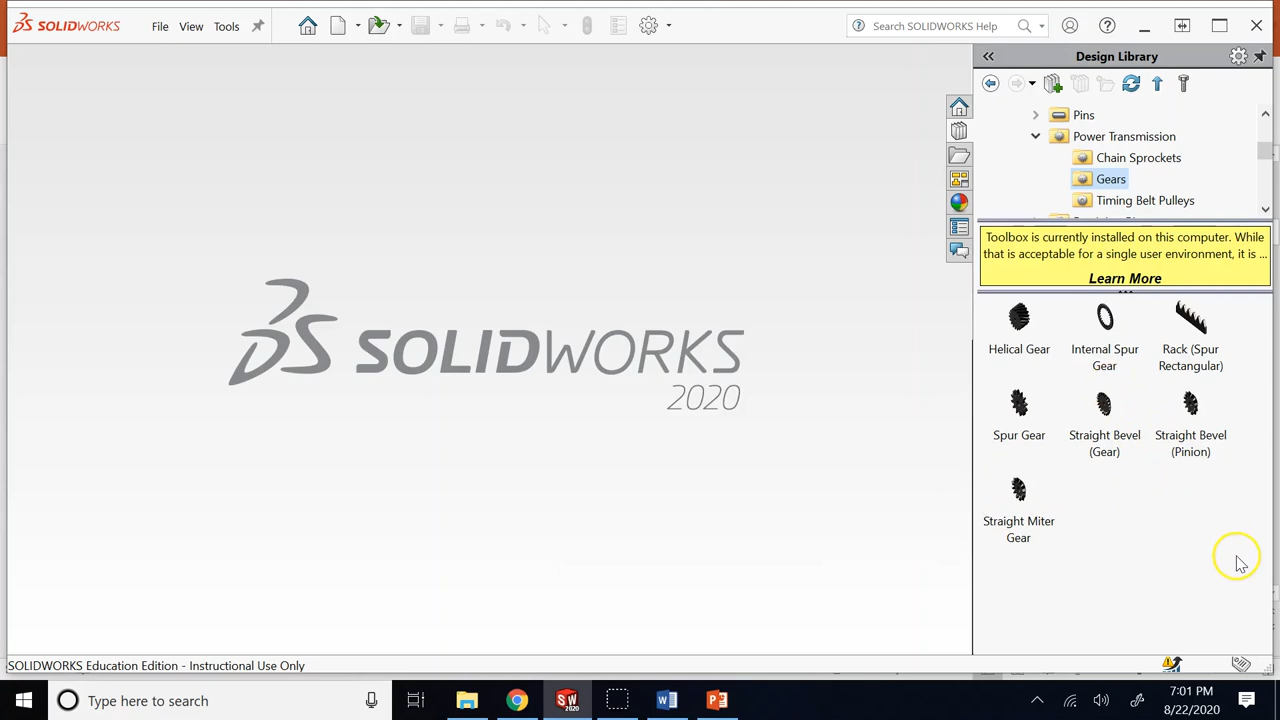 SOLIDWORKS File View Tools Search SOLIDWORKS Help
Design Library
Pins
Power Transmission
Chain Sprockets
Gears
Timing Belt Pulleys
Toolbox is currently installed on this computer. While
that is acceptable for a single user environment, it is ...
Learn More
Helical Gear
Internal Spur
Gear
Rack (Spur
Rectangular)
Spur Gear
Straight Bevel
(Gear)
Straight Bevel
(Pinion)
Straight Miter
Gear
SOLIDWORKS
2020
SOLIDWORKS Education Edition - Instructional Use Only
Type here to search
SW
2020
7:01 PM
8/22/2020